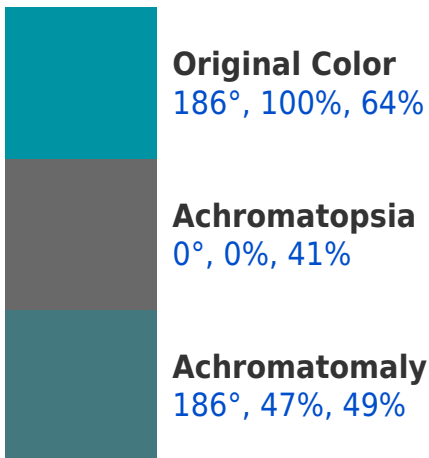 Original Color
186°, 100%, 64%
Achromatopsia
0°, 0%, 41%
Achromatomaly
186°, 47%, 49%